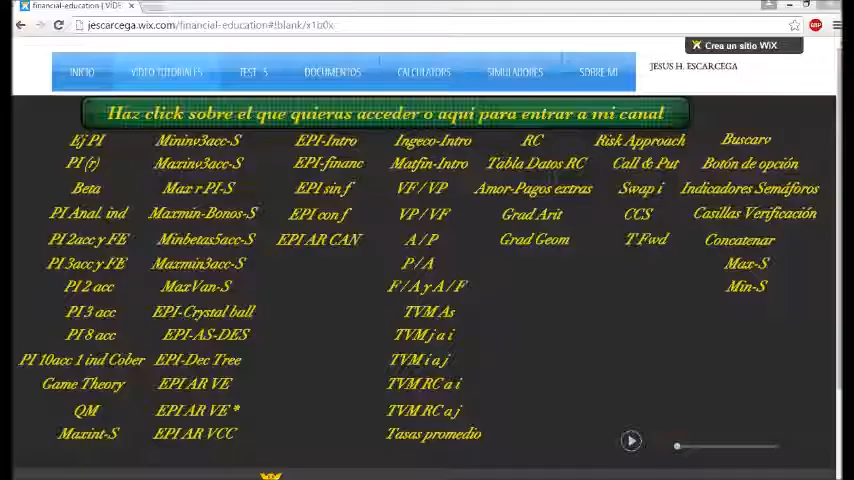 financial-education | VIDE
jescarcega.wix.com/financial-education#!blank/x1b0x
ABP
Crea un sitio WiX
INICIO VIDEO TUTORIALES TEST_S DOCUMENTOS CALCULATORS SIMULADORES SOBRE MI
JESUS H. ESCARCEGA
Haz click sobre el que quieras acceder o aqui para entrar a mi canal
Ej PI Mininv3acc-S EPI-Intro Ingeco-Intro RC Risk Approach Buscarv
PI (r) Maxinv3acc-S EPI-financ Matfin-Intro Tabla Datos RC Call & Put Botón de opción
Beta Max r PI-S EPI sin f VF / VP Amor-Pagos extras Swap i Indicadores Semáforos
PI Anal. ind Maxmin-Bonos-S EPI con f VP / VF Grad Arit CCS Casillas Verificación
PI 2acc y FE Minbetas5acc-S EPI AR CAN A / P Grad Geom T Fwd Concatenar
PI 3acc y FE Maxmin3acc-S P / A Max-S
PI 2 acc MaxVan-S F / A y A / F Min-S
PI 3 acc EPI-Crystal ball TVM As
PI 8 acc EPI-AS-DES TVM j a i
PI 10acc 1 ind Cober EPI-Dec Tree TVM i a j
Game Theory EPI AR VE TVM RC a i
QM EPI AR VE * TVM RC a j
Maxint-S EPI AR VCC Tasas promedio